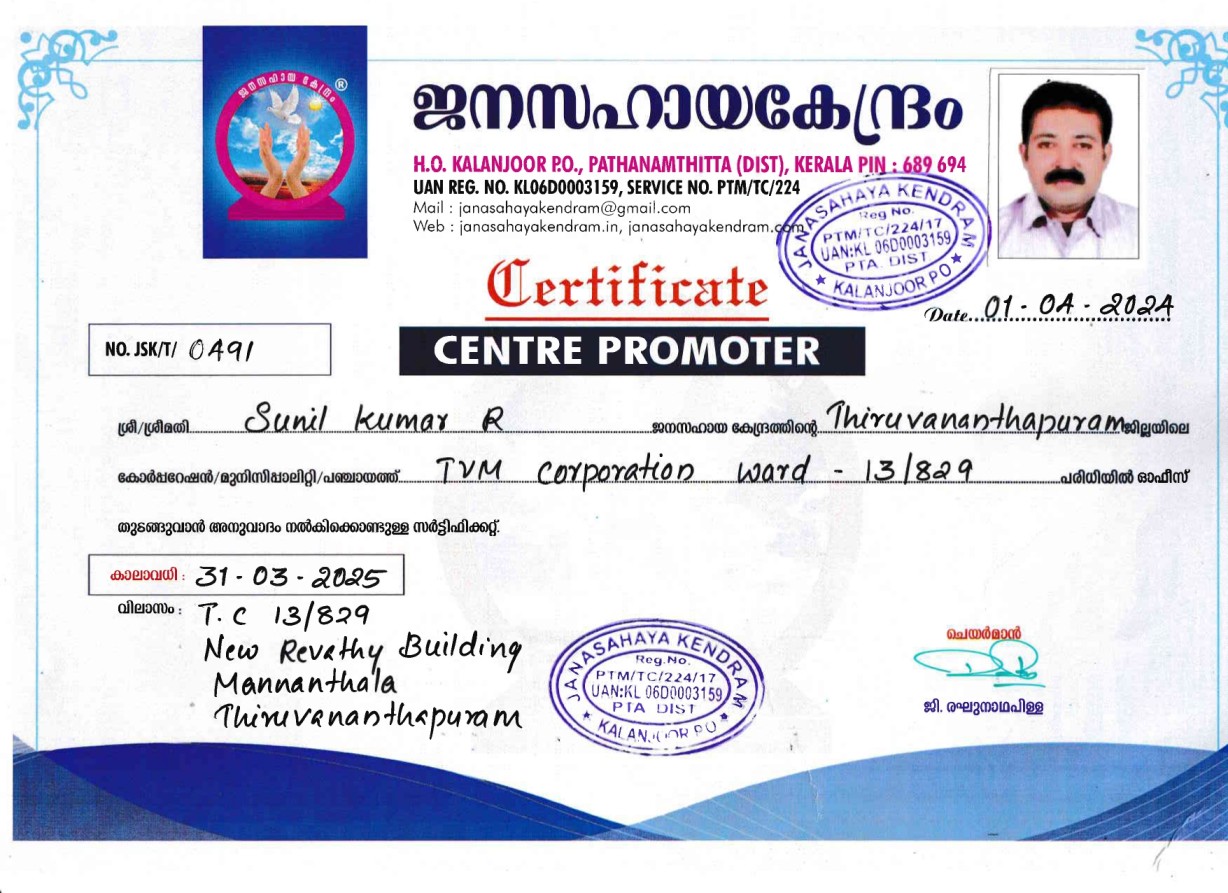 ജനസഹായ കേന്ദ്രം ®
ജനസഹായകേന്ദ്രം
H.O. KALANJOOR P.O., PATHANAMTHITTA (DIST), KERALA PIN : 689 694
UAN REG. NO. KL06D0003159, SERVICE NO. PTM/TC/224
Mail : janasahayakendram@gmail.com
Web : janasahayakendram.in, janasahayakendram.com
JANASAHAYA KENDRAM
Reg No.
PTM/TC/224/17
UAN:KL 06D0003159
PTA. DIST
★ KALANJOOR PO ★
Certificate
Date 01-04-2024
NO. JSK/T/ 0491
CENTRE PROMOTER
ശ്രീ/ശ്രീമതി Sunil Kumar R ജനസഹായ കേന്ദ്രത്തിന്റെ Thiruvananthapuram ജില്ലയിലെ
കോർപ്പറേഷൻ/മുനിസിപ്പാലിറ്റി/പഞ്ചായത്ത് TVM Corporation ward - 13/829 പരിധിയിൽ ഓഫീസ്
തുടങ്ങുവാൻ അനുവാദം നൽകിക്കൊണ്ടുള്ള സർട്ടിഫിക്കറ്റ്.
കാലാവധി : 31-03-2025
വിലാസം : T.C 13/829
New Revathy Building
Mannanthala
Thiruvananthapuram
JANASAHAYA KENDRAM
Reg.No.
PTM/TC/224/17
UAN:KL 06D0003159
PTA DIST
★ KALANJOOR PO ★
ചെയർമാൻ
ജി. രഘുനാഥപിള്ള